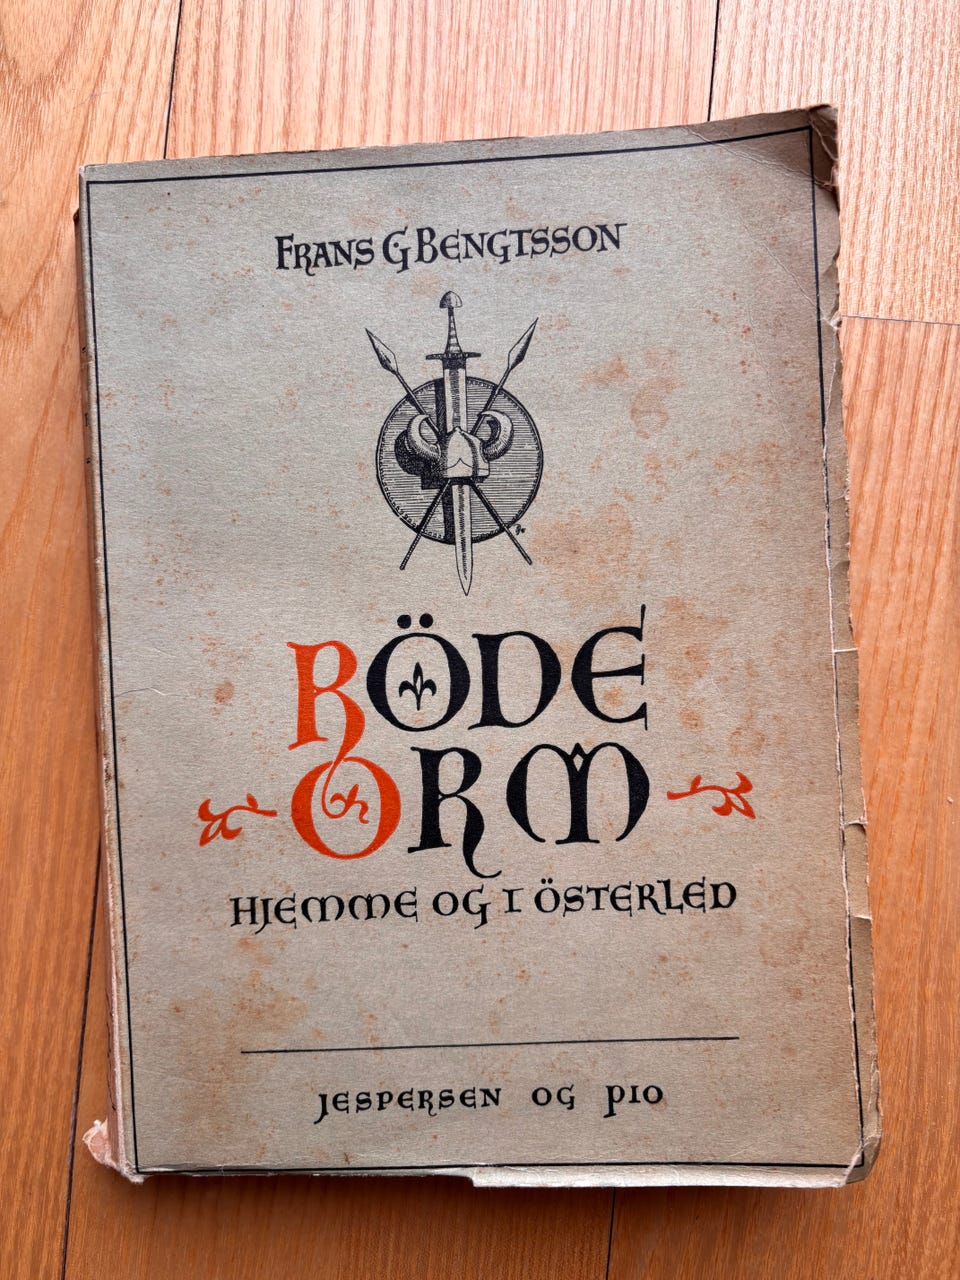 FRANS G BENGTSSON
RÖDE
ORM
HJEMME OG I ÖSTERLED
JESPERSEN OG PIO